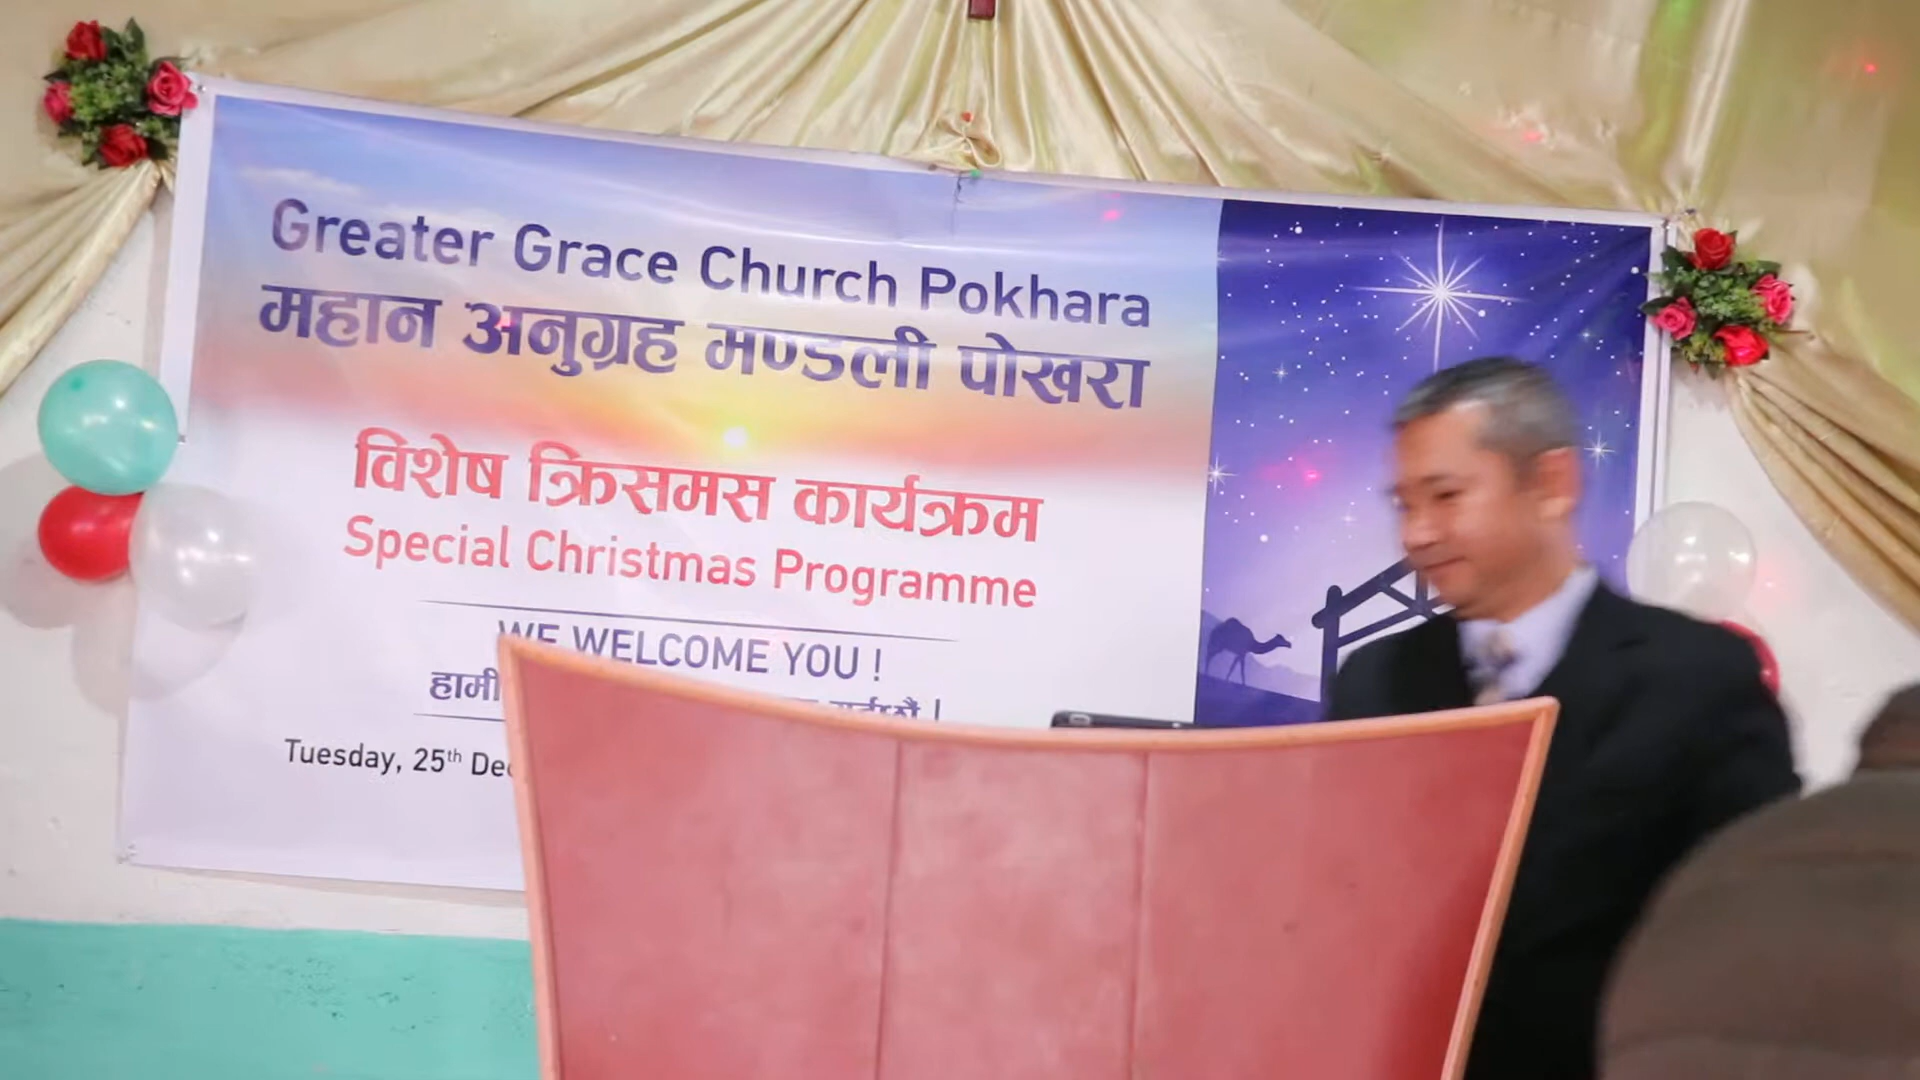 Greater Grace Church Pokhara
महान अनुग्रह मण्डली पोखरा
विशेष क्रिसमस कार्यक्रम
Special Christmas Programme
WE WELCOME YOU !
हामी
Tuesday, 25th